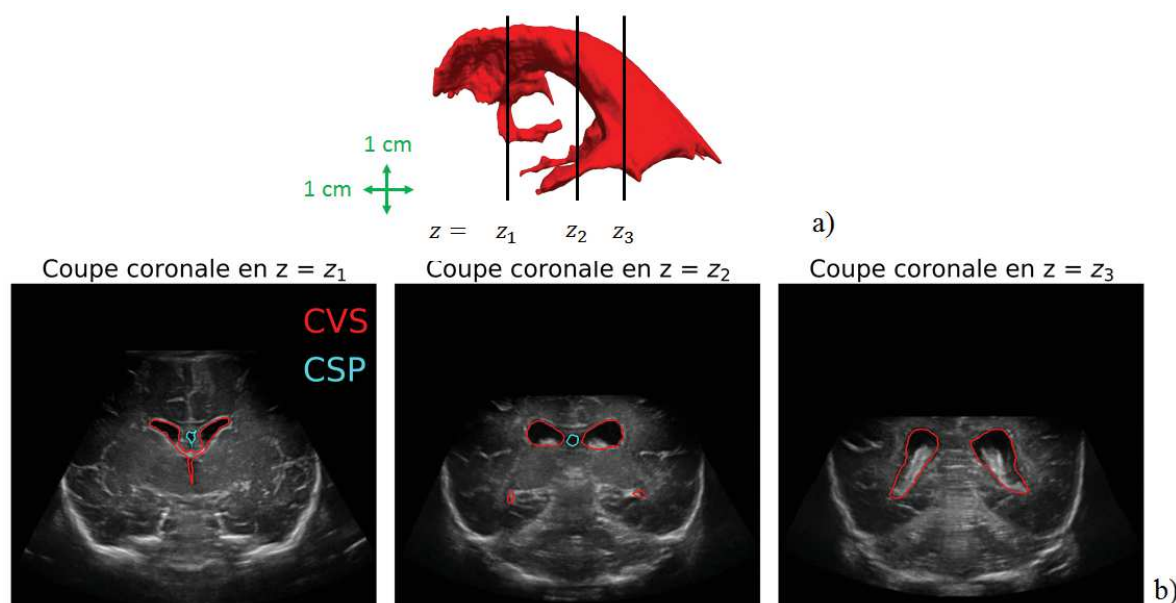 1 cm
1 cm
z = z₁ z₂ z₃
a)
Coupe coronale en z = z₁
Coupe coronale en z = z₂
Coupe coronale en z = z₃
CVS
CSP
b)